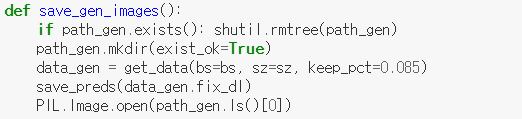 def save_gen_images():
    if path_gen.exists(): shutil.rmtree(path_gen)
    path_gen.mkdir(exist_ok=True)
    data_gen = get_data(bs=bs, sz=sz, keep_pct=0.085)
    save_preds(data_gen.fix_dl)
    PIL.Image.open(path_gen.ls()[0])